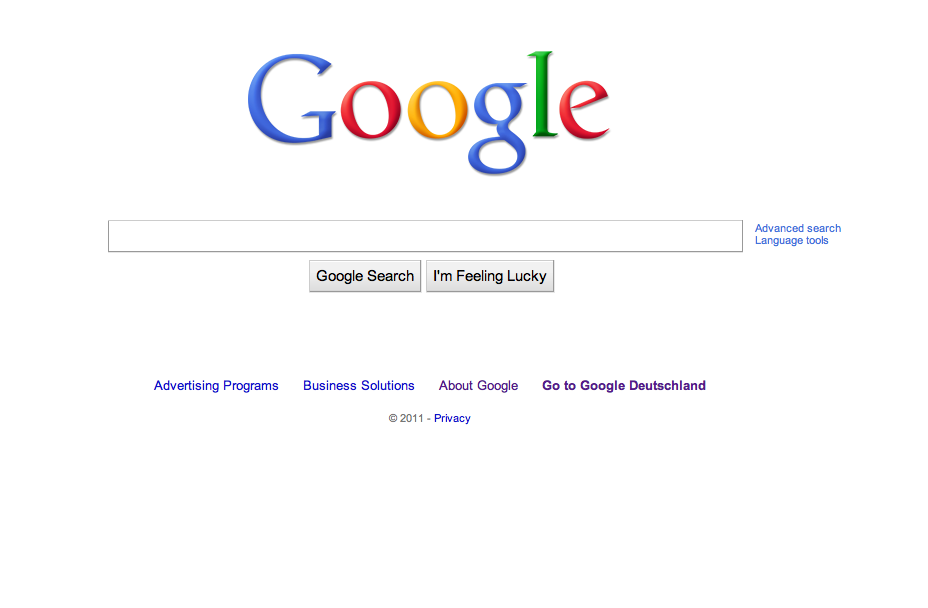 Google
Advanced search
Language tools
Google Search I'm Feeling Lucky
Advertising Programs Business Solutions About Google Go to Google Deutschland
© 2011 - Privacy